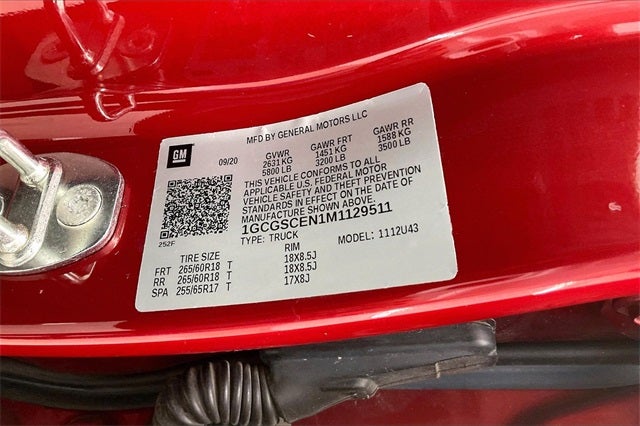 MFD BY GENERAL MOTORS LLC
GM
09/20
GVWR GAWR FRT GAWR RR
2631 KG 1451 KG 1588 KG
5800 LB 3200 LB 3500 LB
THIS VEHICLE CONFORMS TO ALL
APPLICABLE U.S. FEDERAL MOTOR
VEHICLE SAFETY AND THEFT PREVENTION
STANDARDS IN EFFECT ON THE DATE OF
MANUFACTURE SHOWN ABOVE.
1GCGSCEN1M1129511
252F
TYPE: TRUCK MODEL: 1112U43
TIRE SIZE RIM
FRT 265/60R18 T 18X8.5J
RR 265/60R18 T 18X8.5J
SPA 255/65R17 T 17X8J